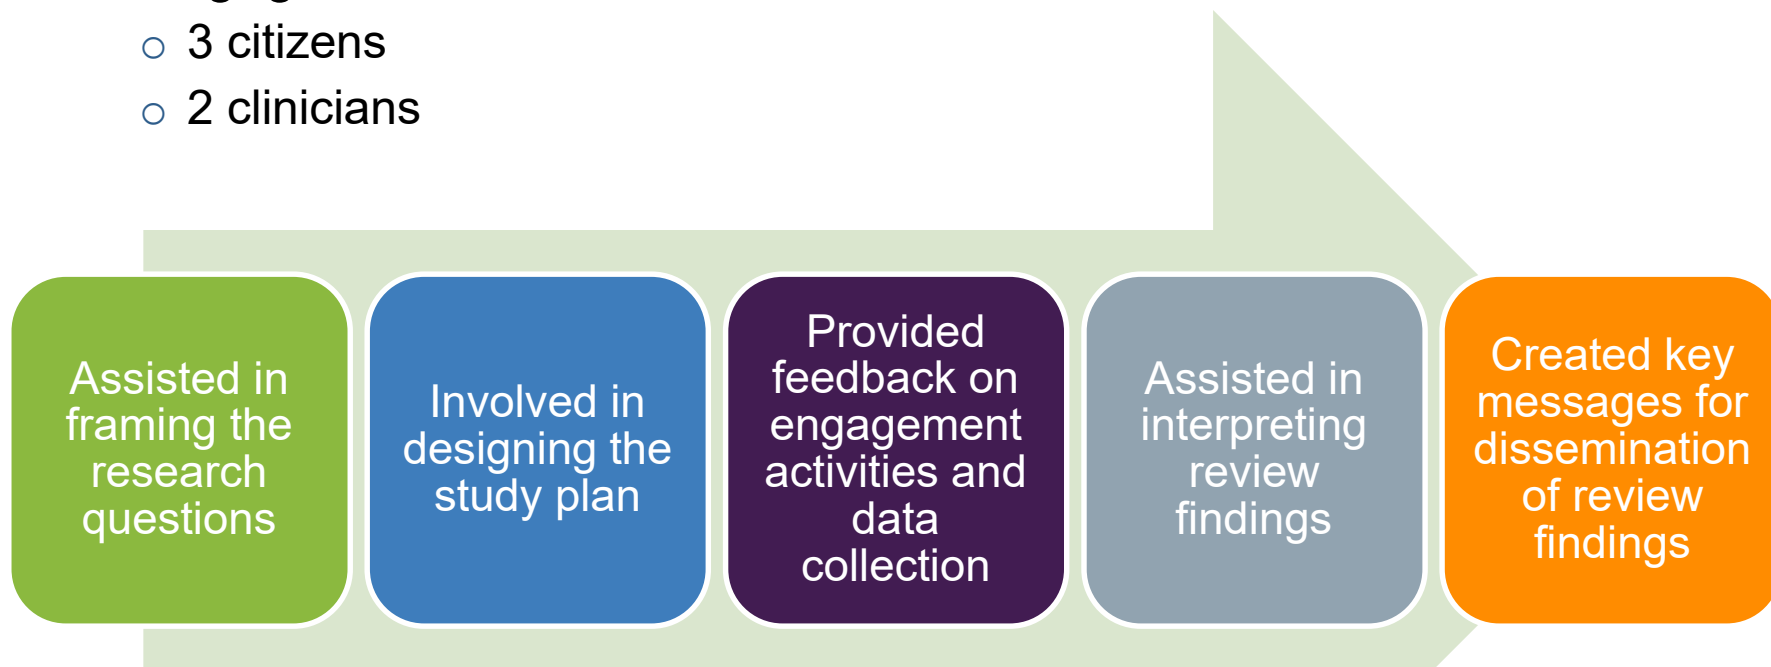 3 citizens
2 clinicians
Assisted in
framing the
research
questions
Involved in
designing the
study plan
Provided
feedback on
engagement
activities and
data
collection
Assisted in
interpreting
review
findings
Created key
messages for
dissemination
of review
findings